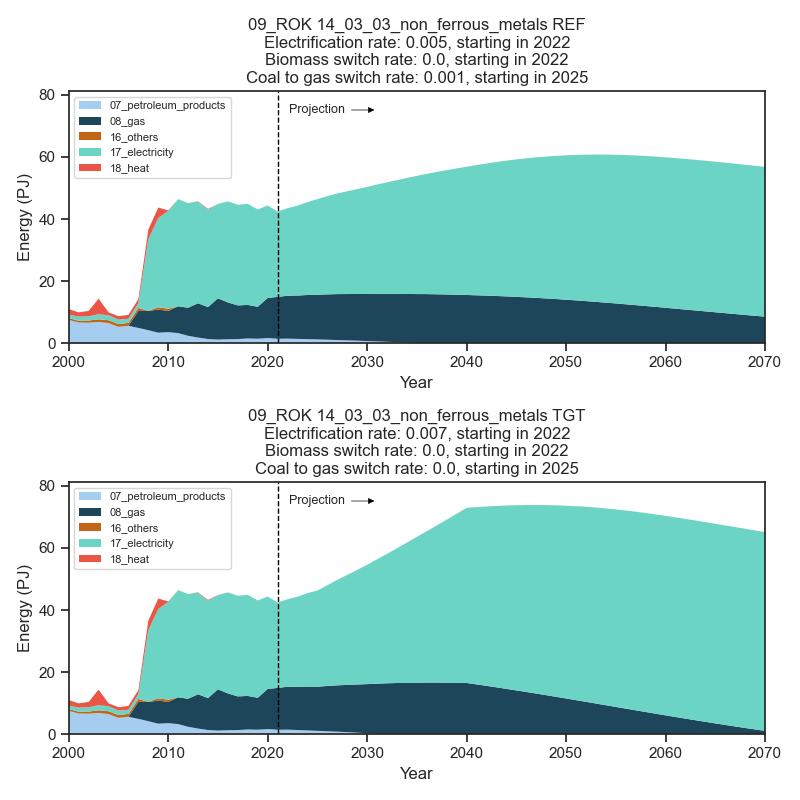 09_ROK 14_03_03_non_ferrous_metals REF
Electrification rate: 0.005, starting in 2022
Biomass switch rate: 0.0, starting in 2022
Coal to gas switch rate: 0.001, starting in 2025
80
60
40
20
0
Energy (PJ)
07_petroleum_products
08_gas
16_others
17_electricity
18_heat
Projection
2000 2010 2020 2030 2040 2050 2060 2070
Year
09_ROK 14_03_03_non_ferrous_metals TGT
Electrification rate: 0.007, starting in 2022
Biomass switch rate: 0.0, starting in 2022
Coal to gas switch rate: 0.0, starting in 2025
80
60
40
20
0
Energy (PJ)
07_petroleum_products
08_gas
16_others
17_electricity
18_heat
Projection
2000 2010 2020 2030 2040 2050 2060 2070
Year